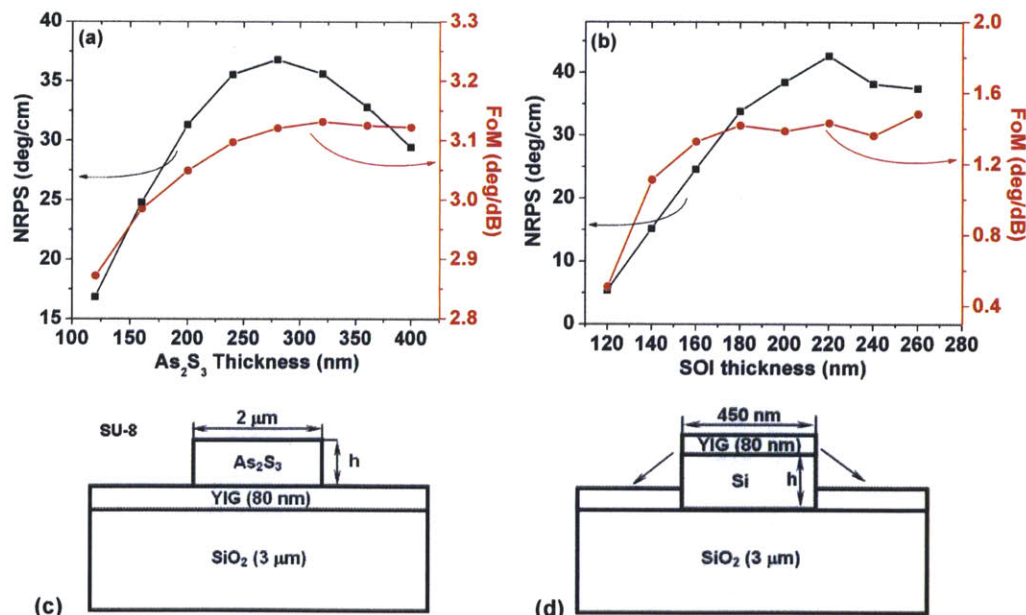 (a)
40
35
30
25
20
15
NRPS (deg/cm)
3.3
3.2
3.1
3.0
2.9
2.8
FoM (deg/dB)
100 150 200 250 300 350 400
As₂S₃ Thickness (nm)
(b)
40
30
20
10
0
NRPS (deg/cm)
2.0
1.6
1.2
0.8
0.4
FoM (deg/dB)
120 140 160 180 200 220 240 260 280
SOI thickness (nm)
SU-8
2 μm
As₂S₃
h
YIG (80 nm)
SiO₂ (3 μm)
(c)
450 nm
YIG (80 nm)
Si
h
SiO₂ (3 μm)
(d)